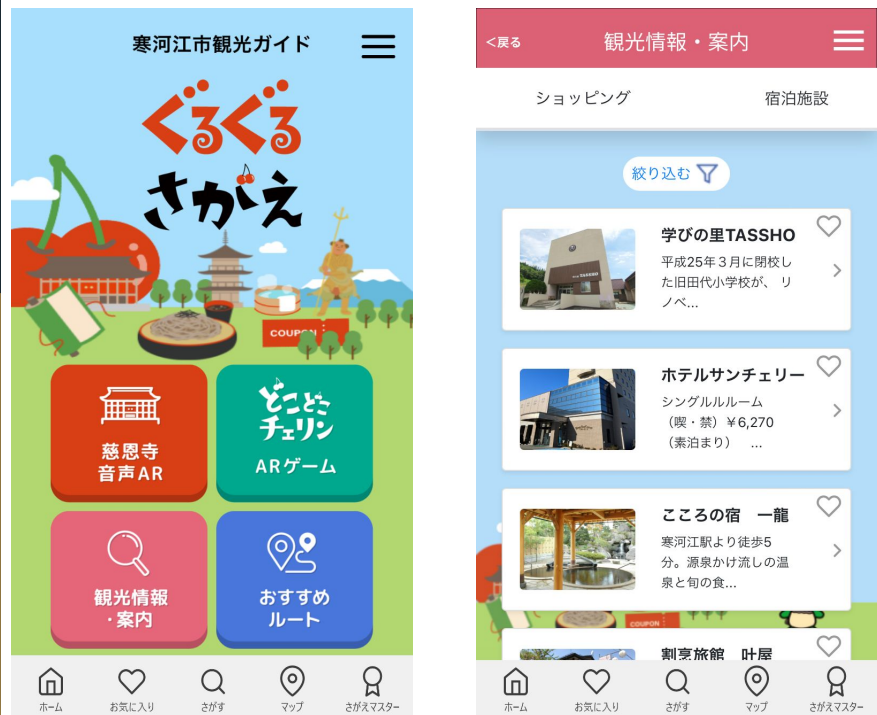 寒河江市観光ガイド
ぐるぐる
さがえ
COUPON
慈恩寺
音声AR
どこどこ
チェリン
ARゲーム
観光情報
・案内
おすすめ
ルート
ホーム
お気に入り
さがす
マップ
さがえマスター
<戻る
観光情報・案内
ショッピング
宿泊施設
絞り込む
学びの里TASSHO
平成25年３月に閉校し
た旧田代小学校が、 リ
ノベ...
ホテルサンチェリー
シングルルルーム
（喫・禁）￥6,270
（素泊まり） ...
こころの宿　一龍
寒河江駅より徒歩5
分。源泉かけ流しの温
泉と旬の食...
COUPON
割烹旅館　叶屋
ホーム
お気に入り
さがす
マップ
さがえマスター